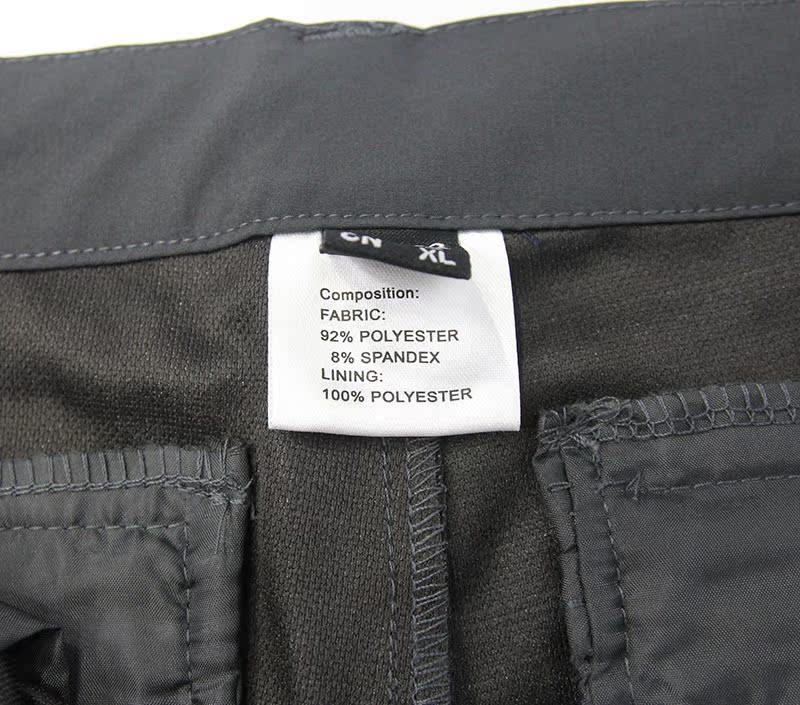 CN XL
Composition:
FABRIC:
92% POLYESTER
8% SPANDEX
LINING:
100% POLYESTER